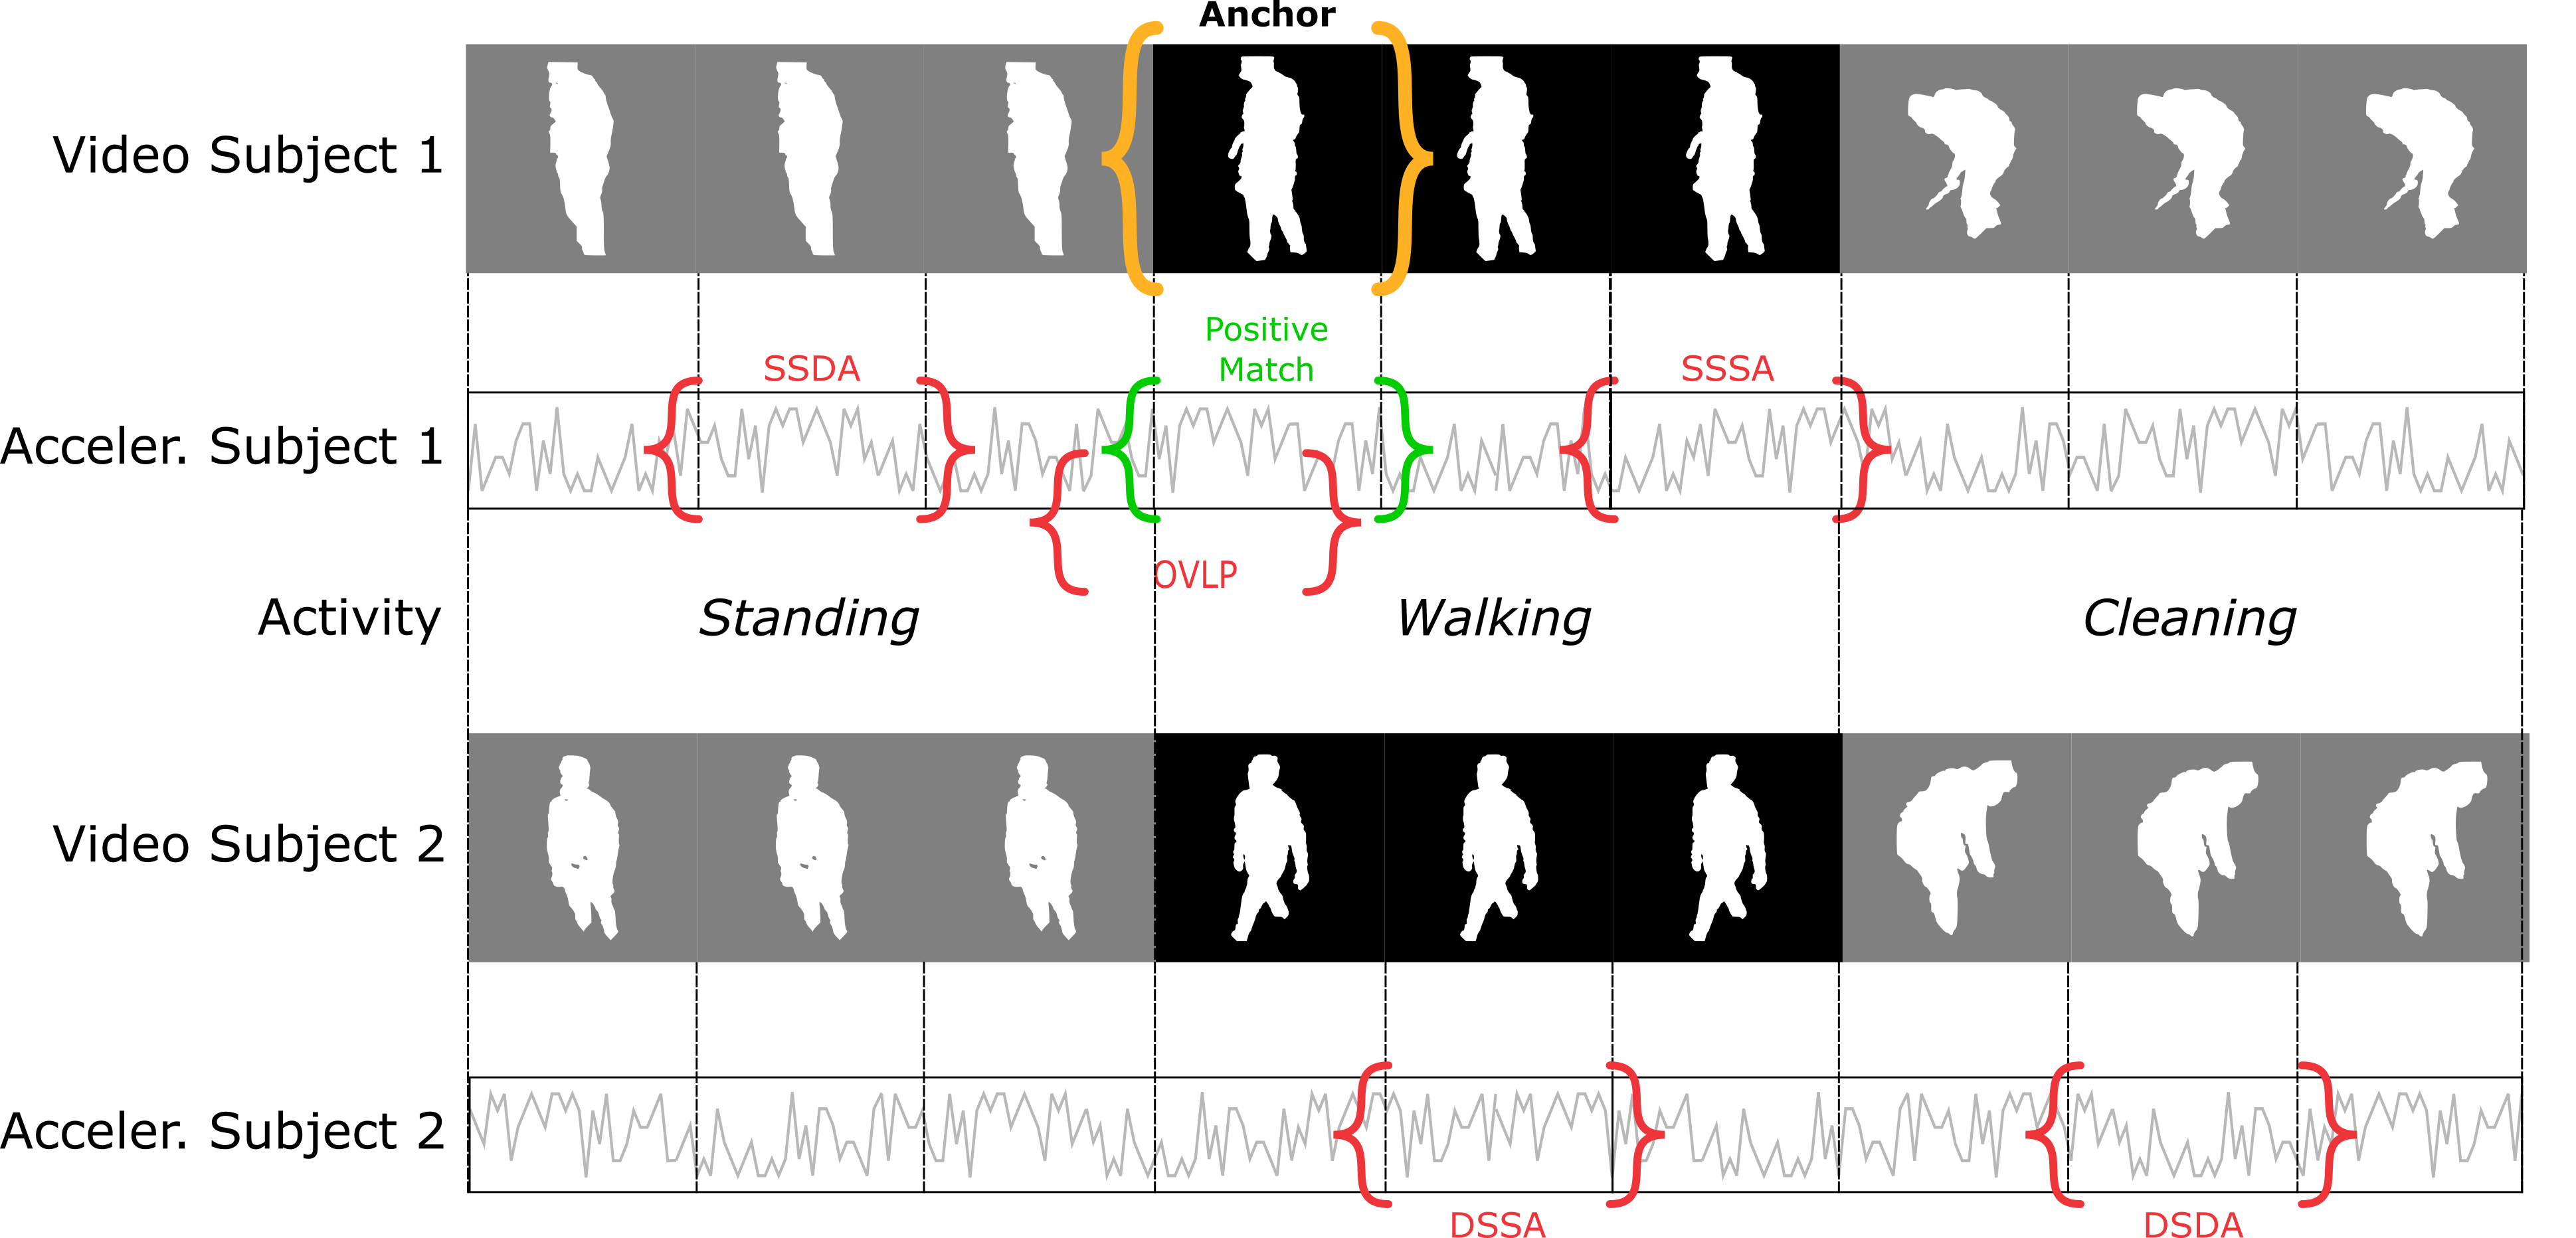 Anchor
Video Subject 1
Positive
Match
SSDA
SSSA
Acceler. Subject 1
OVLP
Activity
Standing
Walking
Cleaning
Video Subject 2
Acceler. Subject 2
DSSA
DSDA